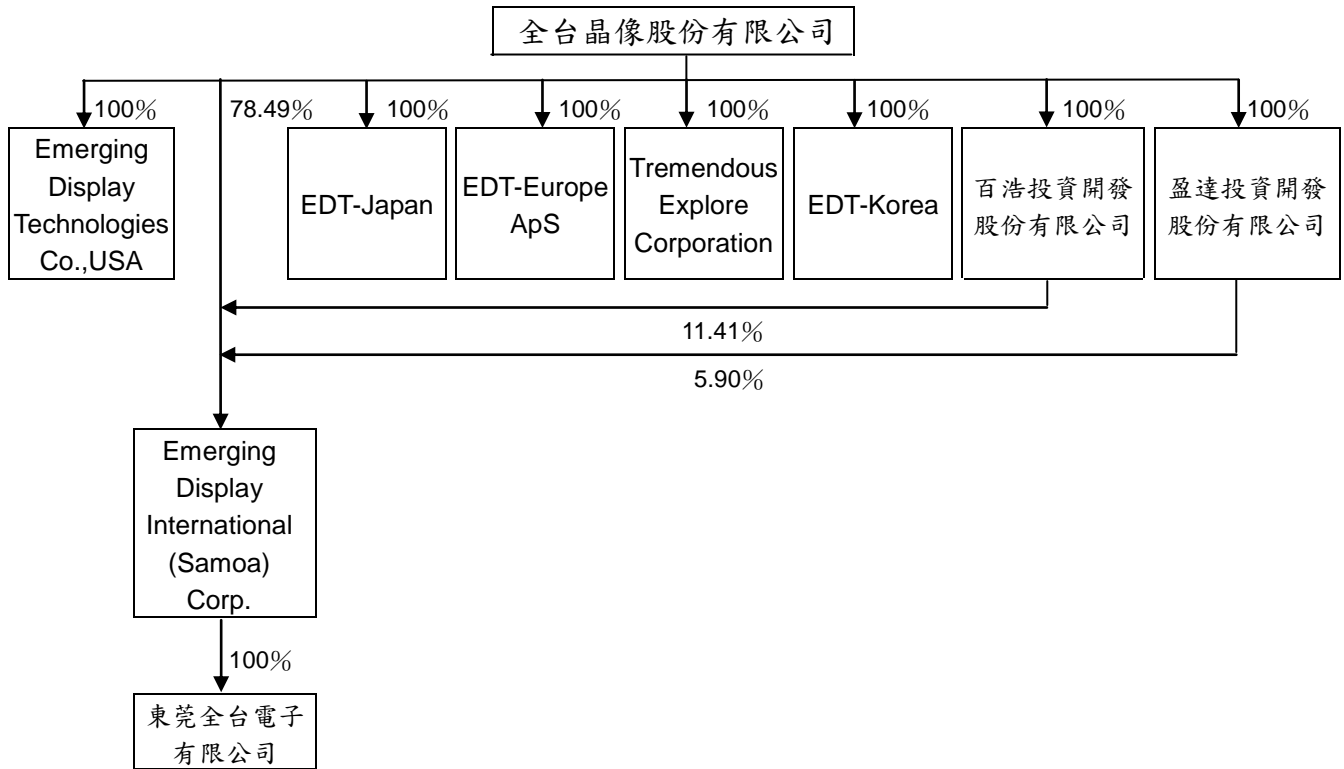 全台晶像股份有限公司
100%
78.49%
100%
100%
100%
100%
100%
100%
Emerging
Display
Technologies
Co.,USA
EDT-Japan
EDT-Europe
ApS
Tremendous
Explore
Corporation
EDT-Korea
百浩投資開發
股份有限公司
盈達投資開發
股份有限公司
11.41%
5.90%
Emerging
Display
International
(Samoa)
Corp.
100%
東莞全台電子
有限公司